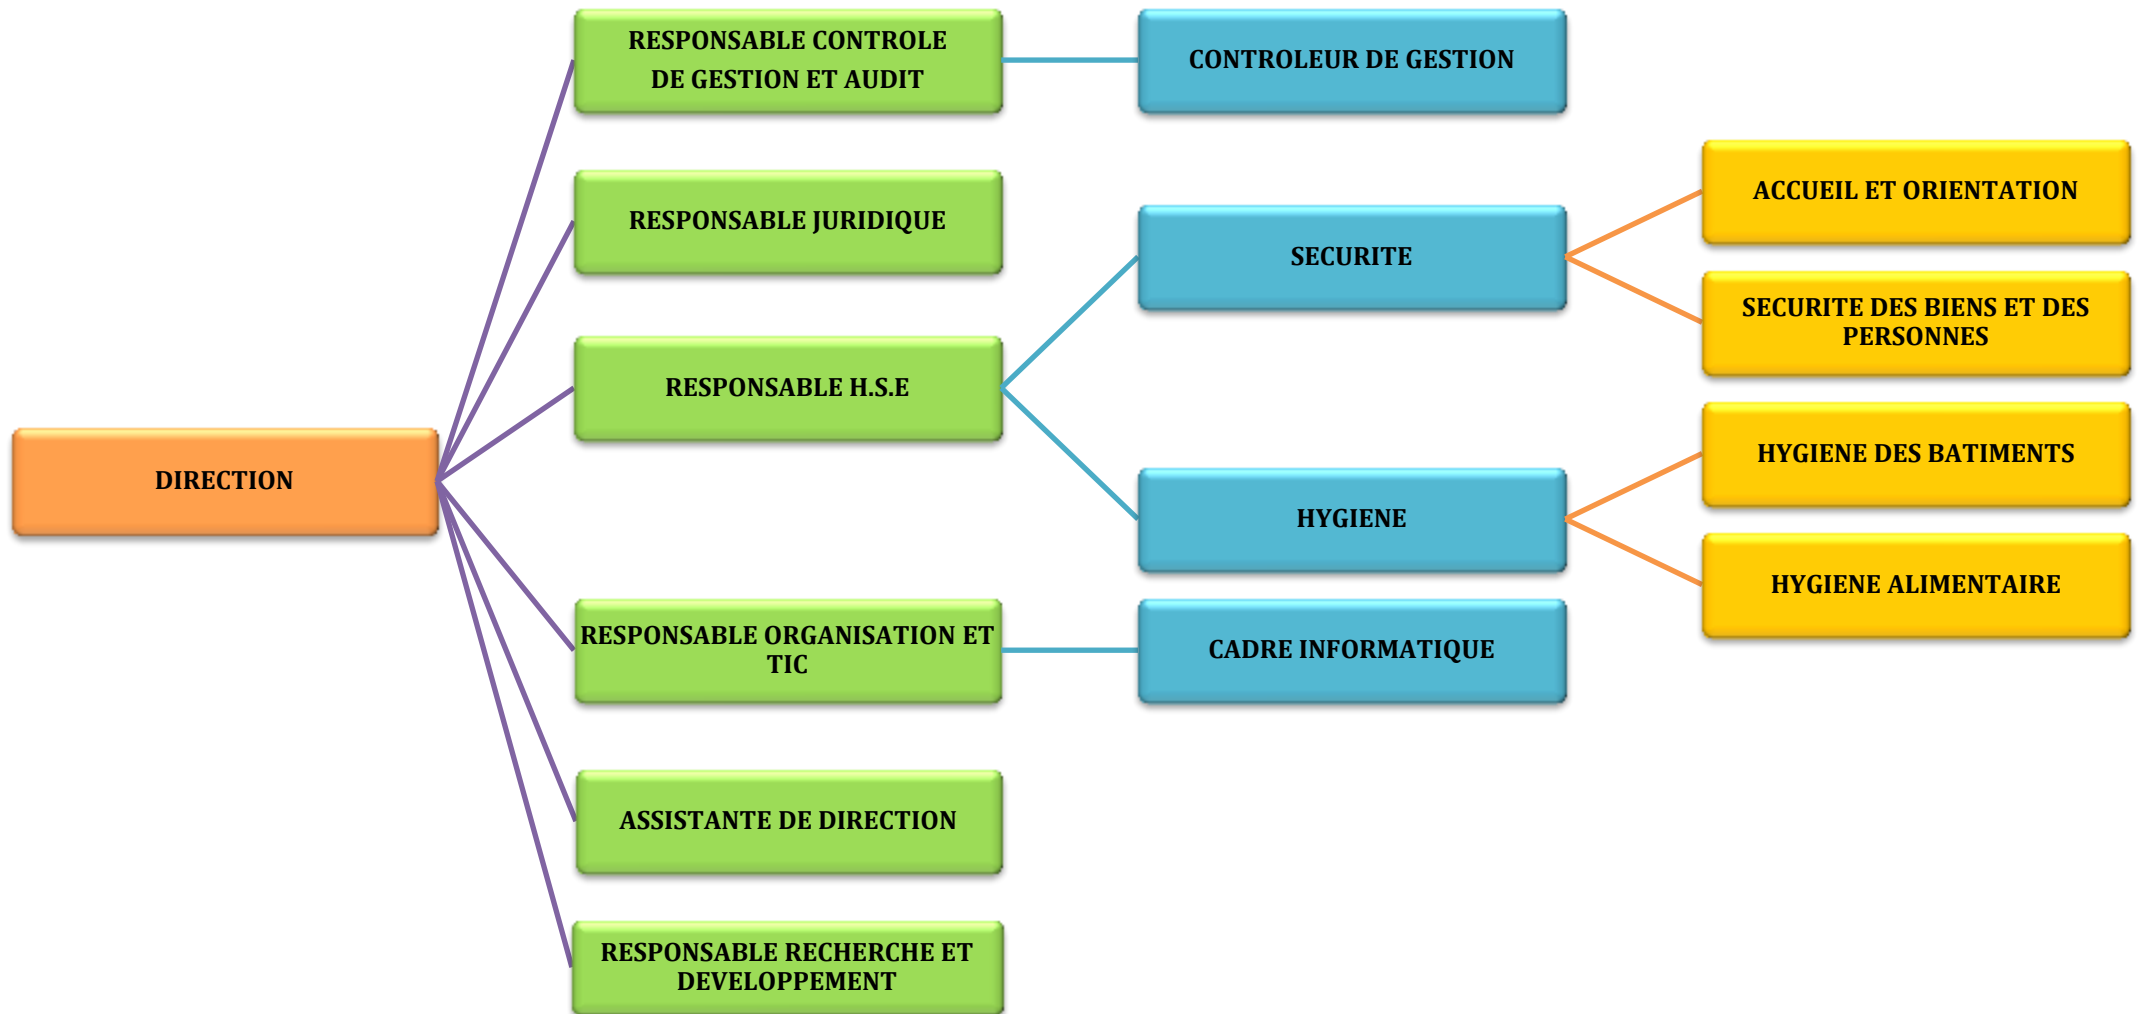 RESPONSABLE CONTROLE
DE GESTION ET AUDIT
CONTROLEUR DE GESTION
ACCUEIL ET ORIENTATION
RESPONSABLE JURIDIQUE
SECURITE
SECURITE DES BIENS ET DES
PERSONNES
RESPONSABLE H.S.E
HYGIENE DES BATIMENTS
DIRECTION
HYGIENE
HYGIENE ALIMENTAIRE
RESPONSABLE ORGANISATION ET
TIC
CADRE INFORMATIQUE
ASSISTANTE DE DIRECTION
RESPONSABLE RECHERCHE ET
DEVELOPPEMENT